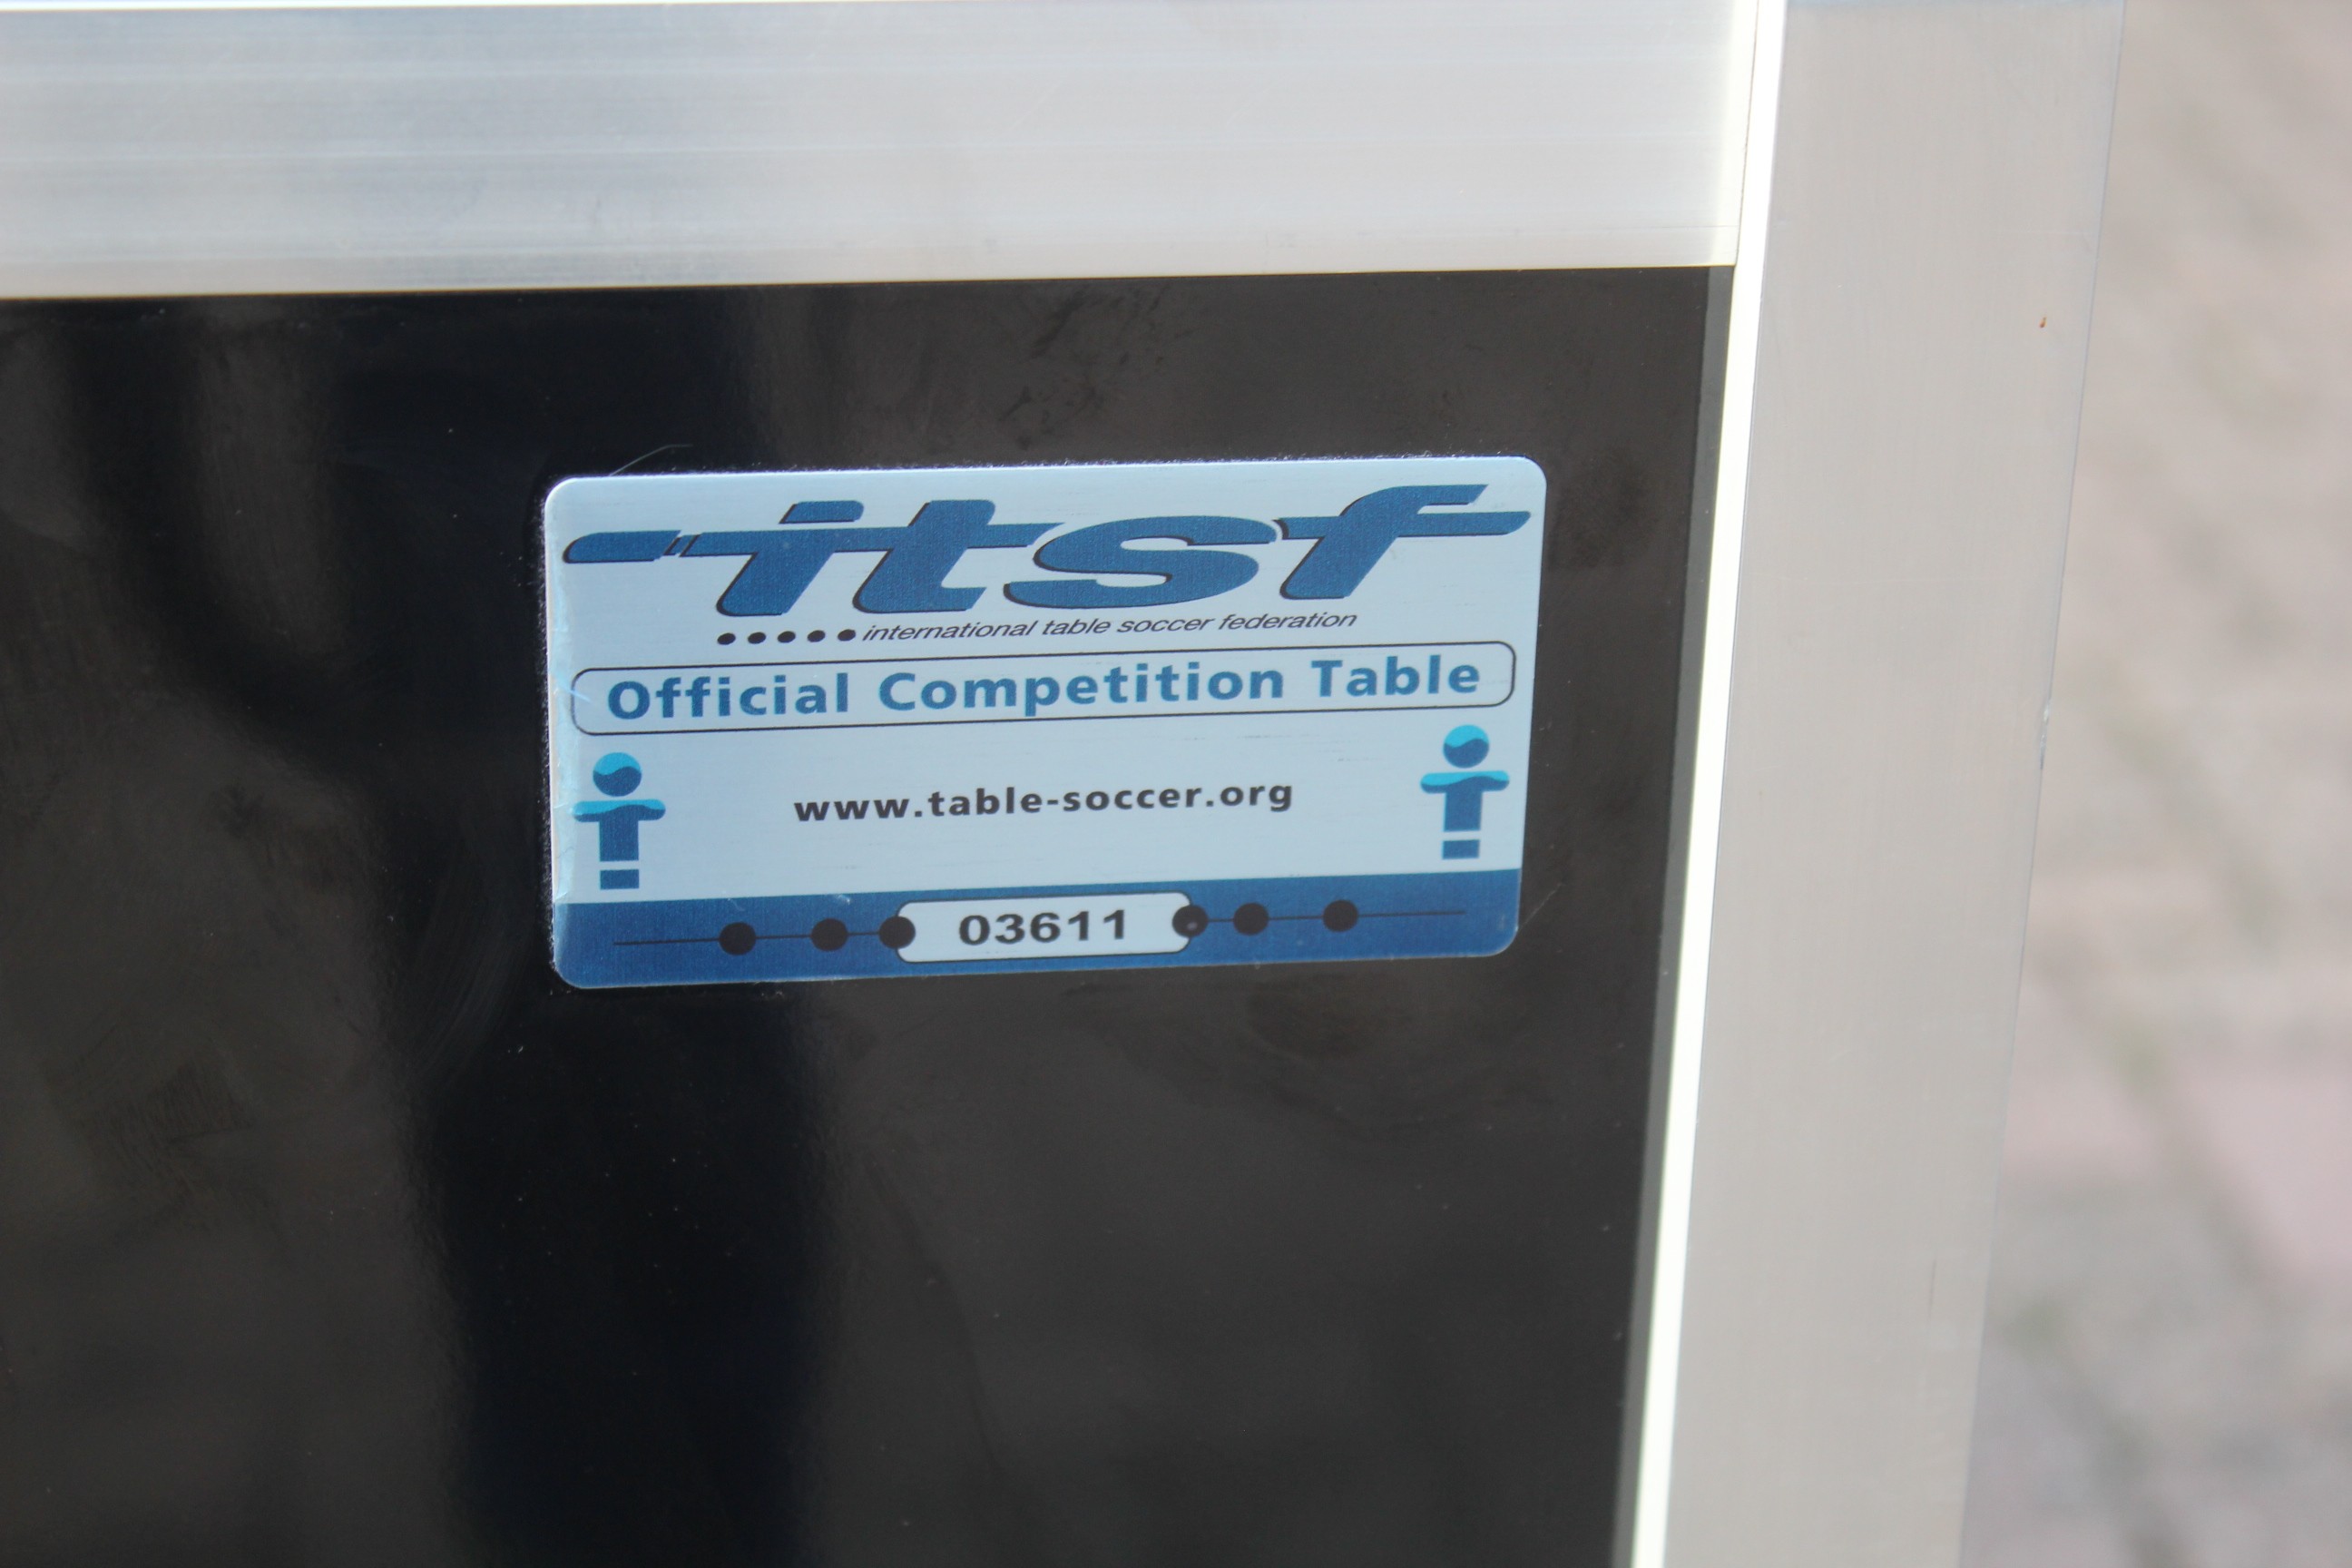 itsf
international table soccer federation
Official Competition Table
www.table-soccer.org
03611